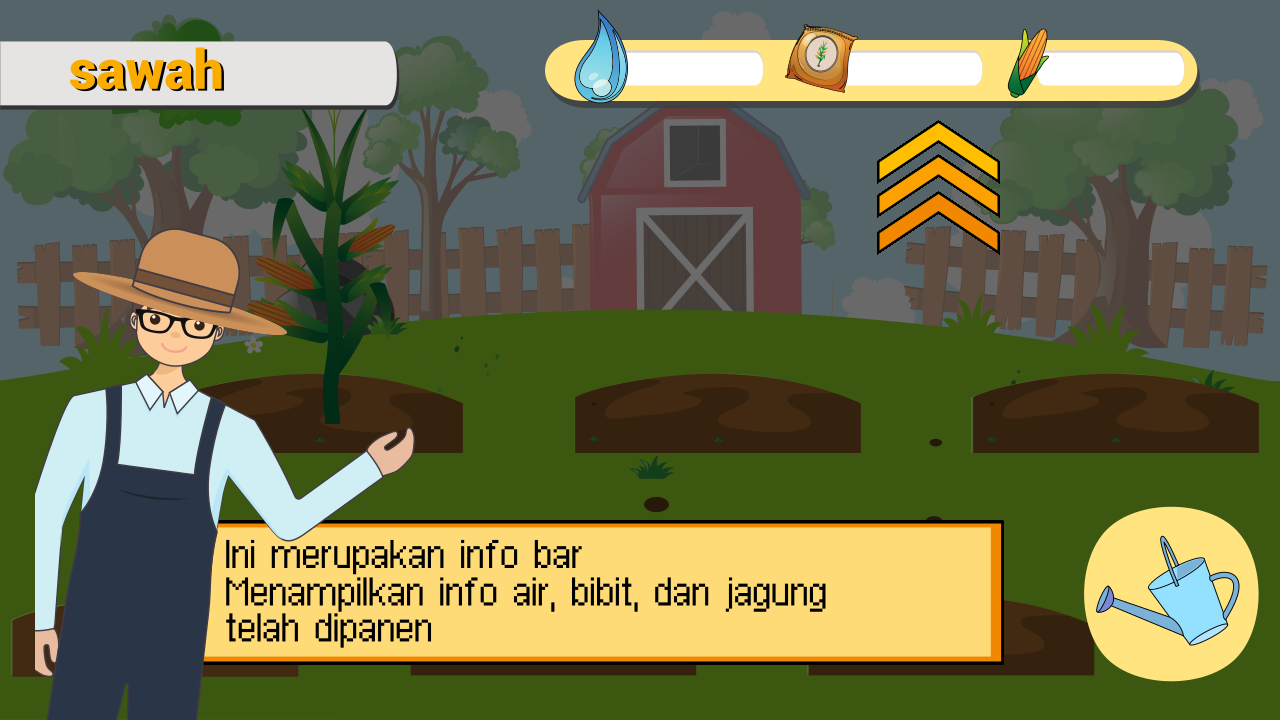 sawah
Ini merupakan info bar
Menampilkan info air, bibit, dan jagung
telah dipanen